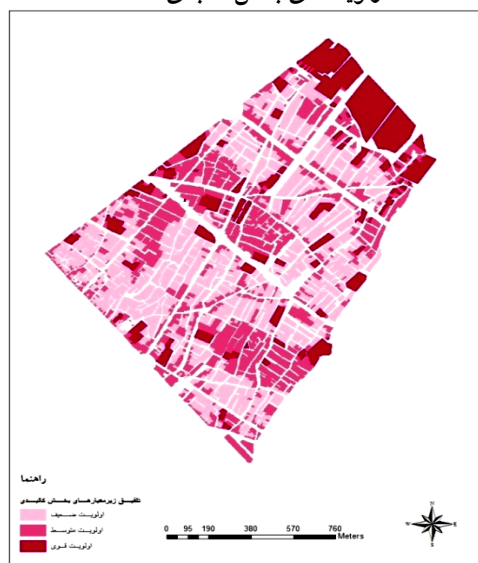 راهنما
تلفیق زیرمعیارهای بخش کالبدی
اولویت ضعیف
اولویت متوسط
اولویت قوی
0 95 190 380 570 760
Meters
N
W E
S